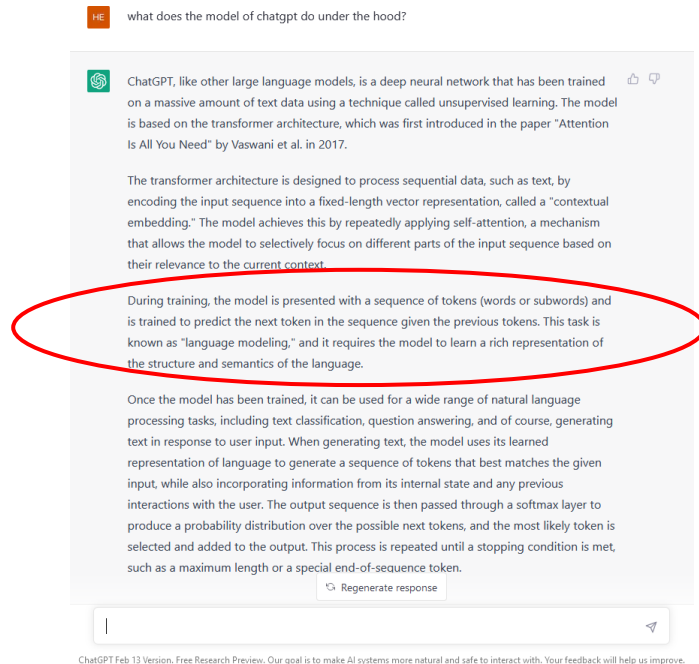 HE
what does the model of chatgpt do under the hood?
ChatGPT, like other large language models, is a deep neural network that has been trained
on a massive amount of text data using a technique called unsupervised learning. The model
is based on the transformer architecture, which was first introduced in the paper "Attention
Is All You Need" by Vaswani et al. in 2017.
The transformer architecture is designed to process sequential data, such as text, by
encoding the input sequence into a fixed-length vector representation, called a "contextual
embedding." The model achieves this by repeatedly applying self-attention, a mechanism
that allows the model to selectively focus on different parts of the input sequence based on
their relevance to the current context.
During training, the model is presented with a sequence of tokens (words or subwords) and
is trained to predict the next token in the sequence given the previous tokens. This task is
known as "language modeling," and it requires the model to learn a rich representation of
the structure and semantics of the language.
Once the model has been trained, it can be used for a wide range of natural language
processing tasks, including text classification, question answering, and of course, generating
text in response to user input. When generating text, the model uses its learned
representation of language to generate a sequence of tokens that best matches the given
input, while also incorporating information from its internal state and any previous
interactions with the user. The output sequence is then passed through a softmax layer to
produce a probability distribution over the possible next tokens, and the most likely token is
selected and added to the output. This process is repeated until a stopping condition is met,
such as a maximum length or a special end-of-sequence token.
Regenerate response
ChatGPT Feb 13 Version. Free Research Preview. Our goal is to make AI systems more natural and safe to interact with. Your feedback will help us improve.